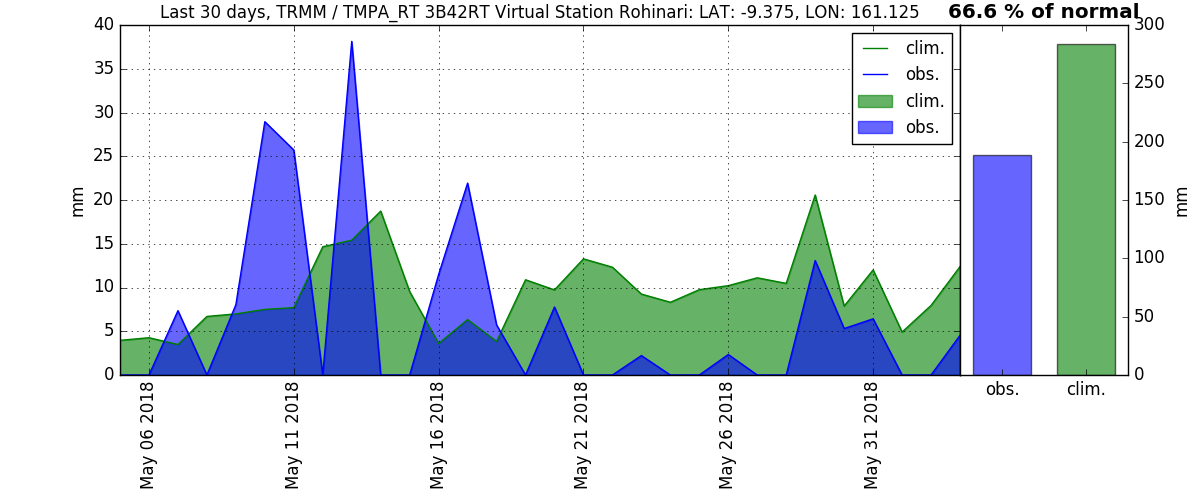 Last 30 days, TRMM / TMPA_RT 3B42RT Virtual Station Rohinari: LAT: -9.375, LON: 161.125
66.6 % of normal
mm
40
35
30
25
20
15
10
5
0
May 06 2018
May 11 2018
May 16 2018
May 21 2018
May 26 2018
May 31 2018
clim.
obs.
clim.
obs.
300
250
200
150
100
50
0
mm
obs.
clim.